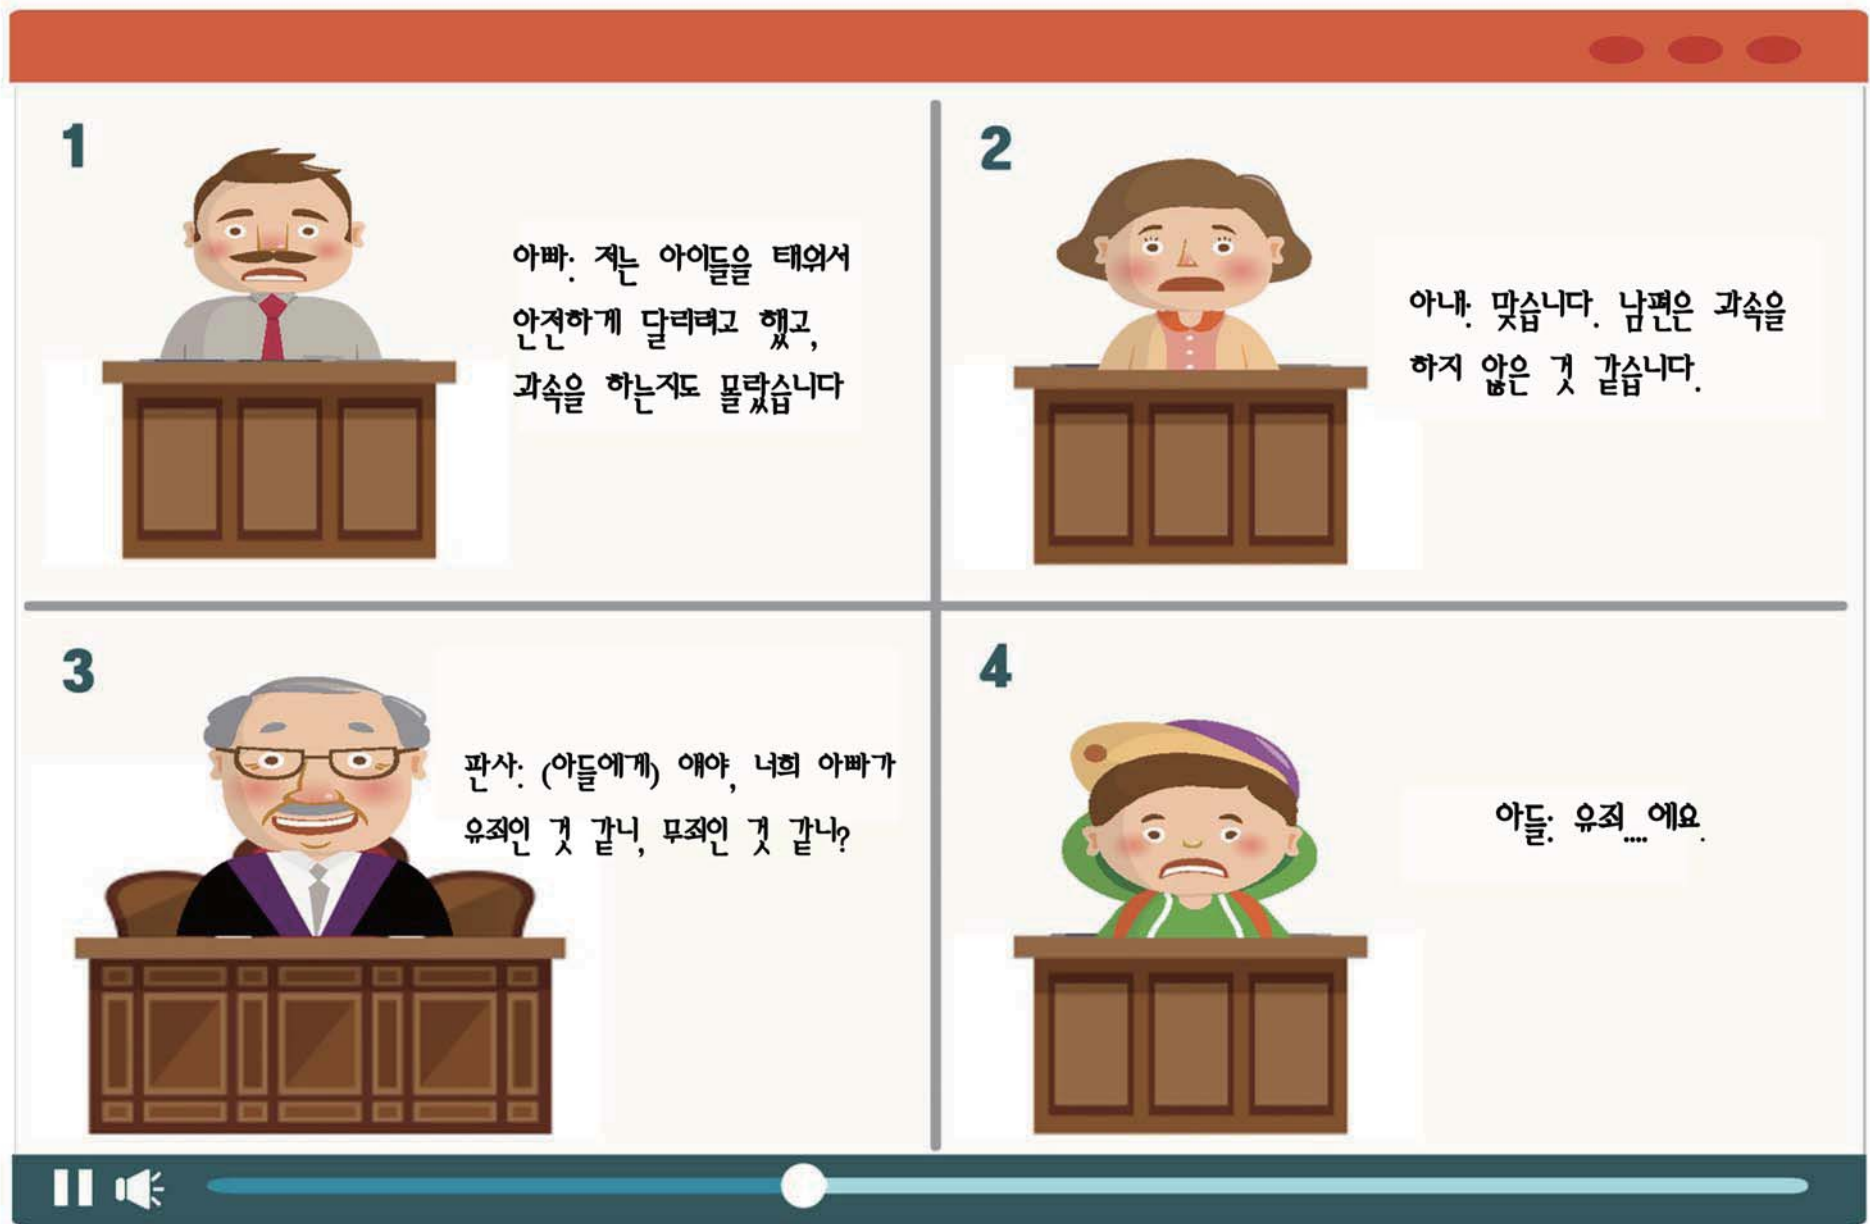 1
아빠: 저는 아이들을 태워서
안전하게 달리려고 했고,
과속을 하는지도 몰랐습니다
2
아내: 맞습니다. 남편은 과속을
하지 않은 것 같습니다.
3
판사: (아들에게) 얘야, 너희 아빠가
유죄인 것 같니, 무죄인 것 같니?
4
아들: 유죄....에요.